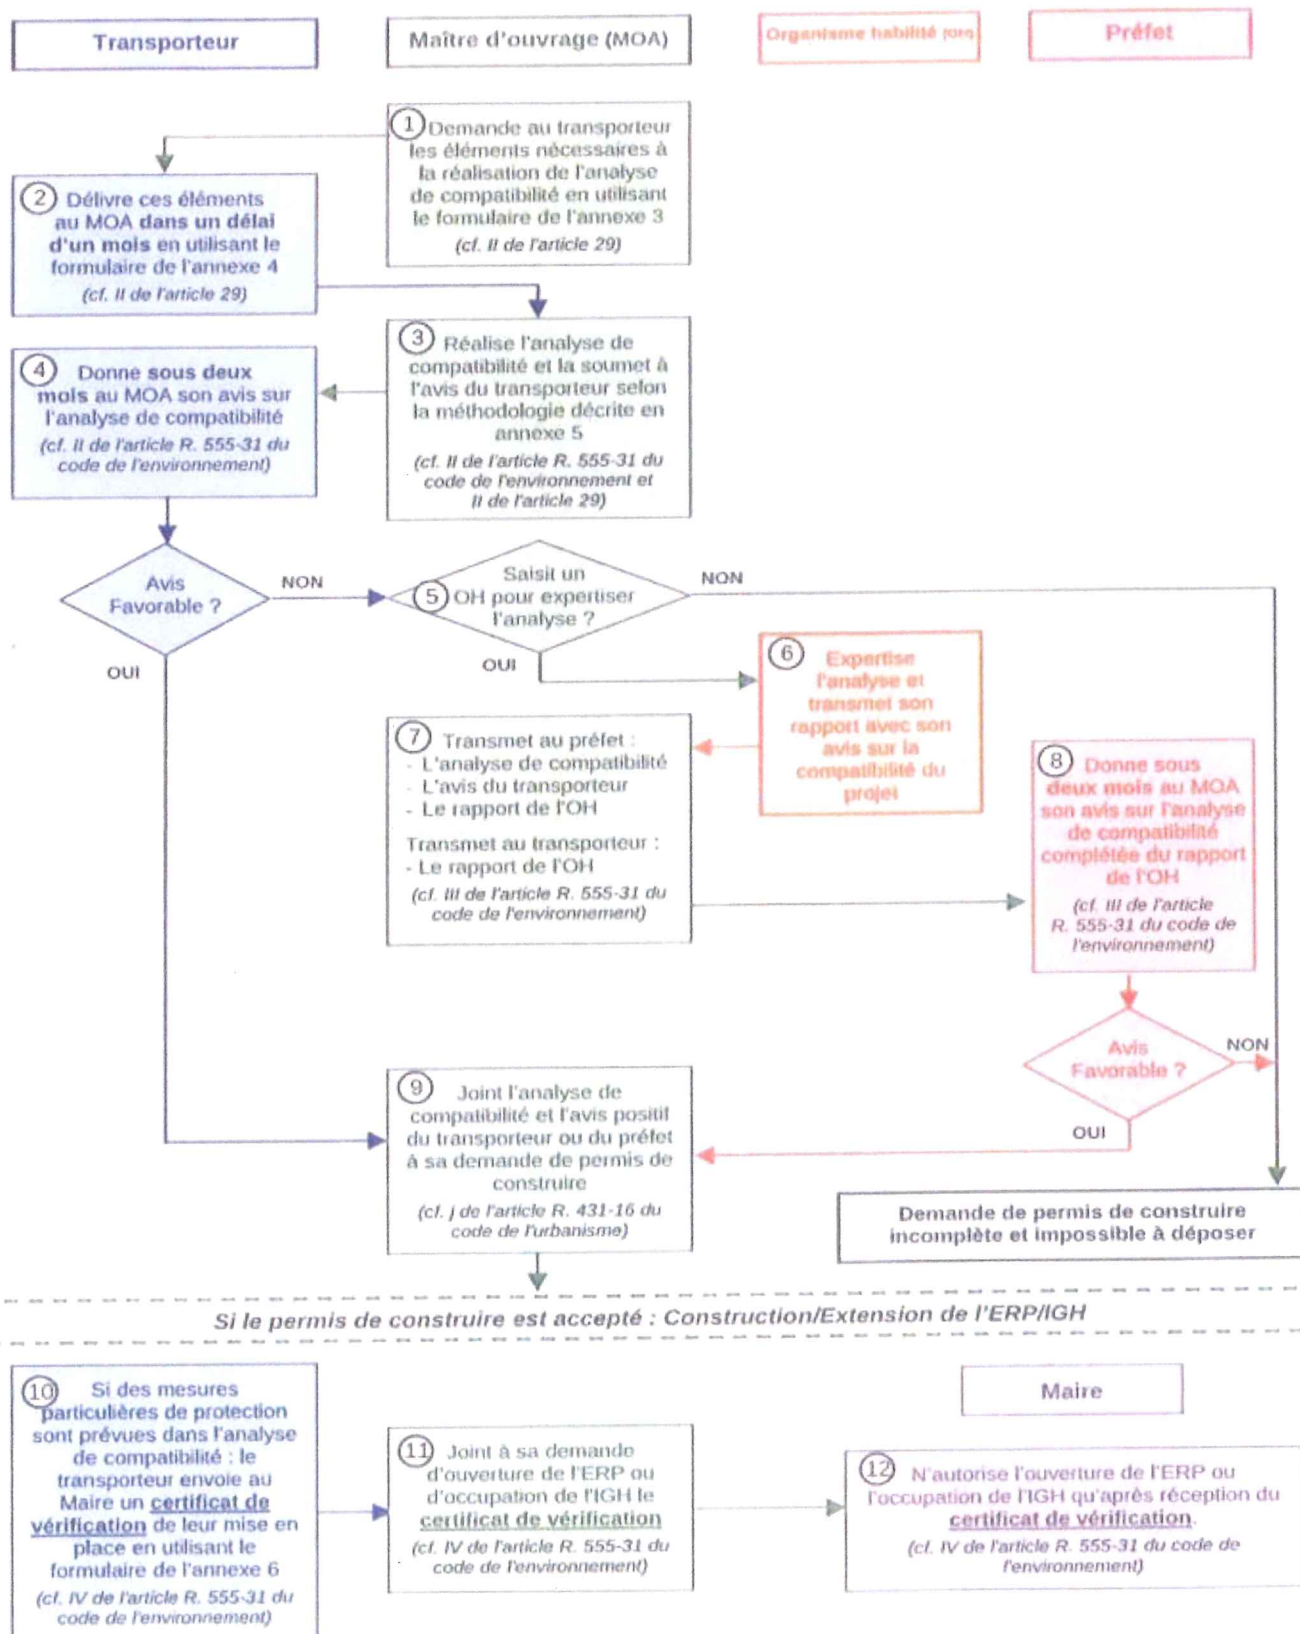 Transporteur
Maître d'ouvrage (MOA)
Organisme habilité
Préfet
1 Demande au transporteur
les éléments nécessaires à
la réalisation de l'analyse
de compatibilité en utilisant
le formulaire de l'annexe 3
(cf. II de l'article 29)
2 Délivre ces éléments
au MOA dans un délai
d'un mois en utilisant le
formulaire de l'annexe 4
(cf. II de l'article 29)
3 Réalise l'analyse de
compatibilité et la soumet à
l'avis du transporteur selon
la méthodologie décrite en
annexe 5
(cf. II de l'article R. 555-31 du
code de l'environnement et
II de l'article 29)
4 Donne sous deux
mois au MOA son avis sur
l'analyse de compatibilité
(cf. II de l'article R. 555-31 du
code de l'environnement)
Avis
Favorable ?
NON
OUI
5 Saisit un
OH pour expertiser
l'analyse ?
NON
OUI
6 Expertise
l'analyse et
transmet son
rapport avec son
avis sur la
compatibilité du
projet
7 Transmet au préfet :
- L'analyse de compatibilité
- L'avis du transporteur
- Le rapport de l'OH
Transmet au transporteur :
- Le rapport de l'OH
(cf. III de l'article R. 555-31 du
code de l'environnement)
8 Donne sous
deux mois au MOA
son avis sur l'analyse
de compatibilité
complétée du rapport
de l'OH
(cf. III de l'article
R. 555-31 du code de
l'environnement)
Avis
Favorable ?
NON
OUI
9 Joint l'analyse de
compatibilité et l'avis positif
du transporteur ou du préfet
à sa demande de permis de
construire
(cf. j de l'article R. 431-16 du
code de l'urbanisme)
Demande de permis de construire
incomplète et impossible à déposer
Si le permis de construire est accepté : Construction/Extension de l'ERP/IGH
10 Si des mesures
particulières de protection
sont prévues dans l'analyse
de compatibilité : le
transporteur envoie au
Maire un certificat de
vérification de leur mise en
place en utilisant le
formulaire de l'annexe 6
(cf. IV de l'article R. 555-31 du
code de l'environnement)
11 Joint à sa demande
d'ouverture de l'ERP ou
d'occupation de l'IGH le
certificat de vérification
(cf. IV de l'article R. 555-31 du
code de l'environnement)
Maire
12 N'autorise l'ouverture de l'ERP ou
l'occupation de l'IGH qu'après réception du
certificat de vérification.
(cf. IV de l'article R. 555-31 du code de
l'environnement)